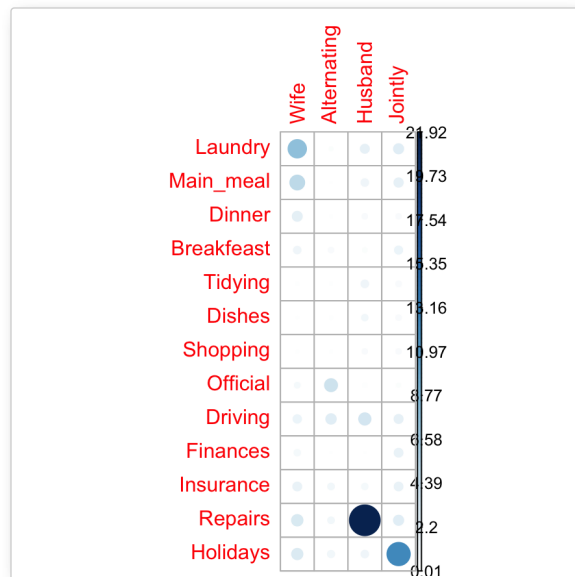 Wife Alternating Husband Jointly
Laundry
Main_meal
Dinner
Breakfeast
Tidying
Dishes
Shopping
Official
Driving
Finances
Insurance
Repairs
Holidays
21.92
19.73
17.54
15.35
13.16
10.97
8.77
6.58
4.39
2.2
0.01